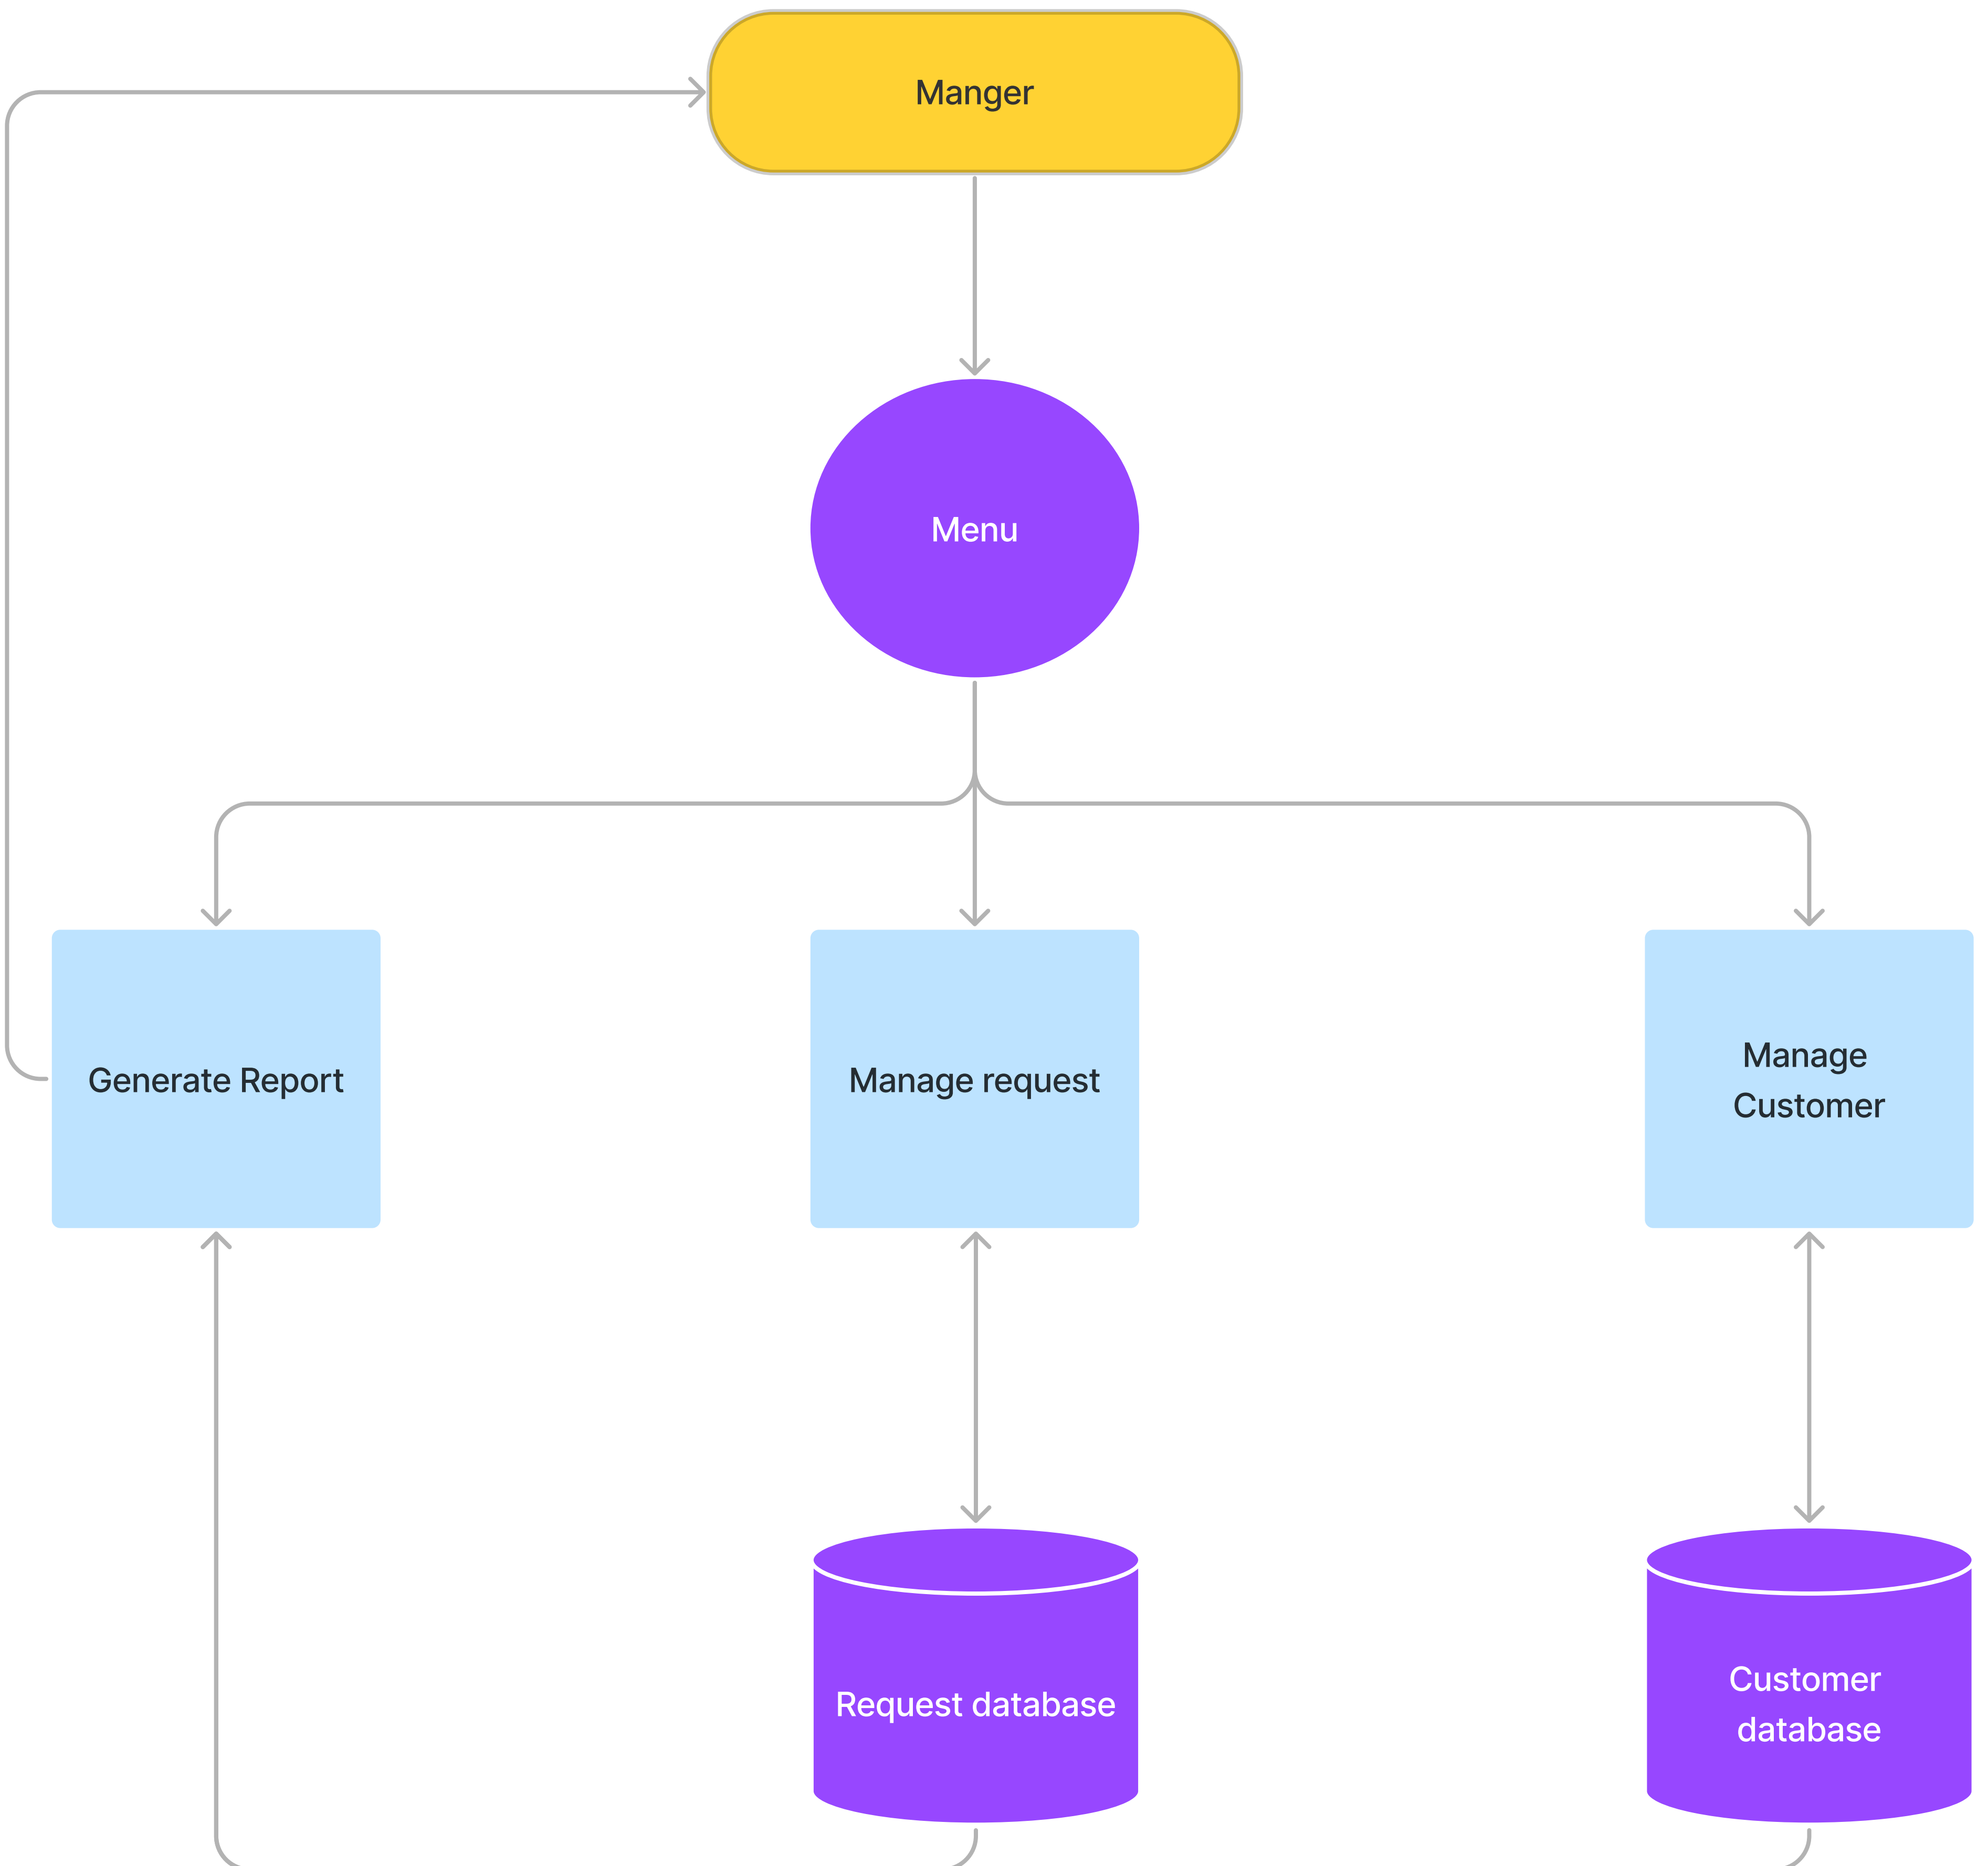 Manger
Menu
Generate Report
Manage request
Manage
Customer
Request database
Customer
database